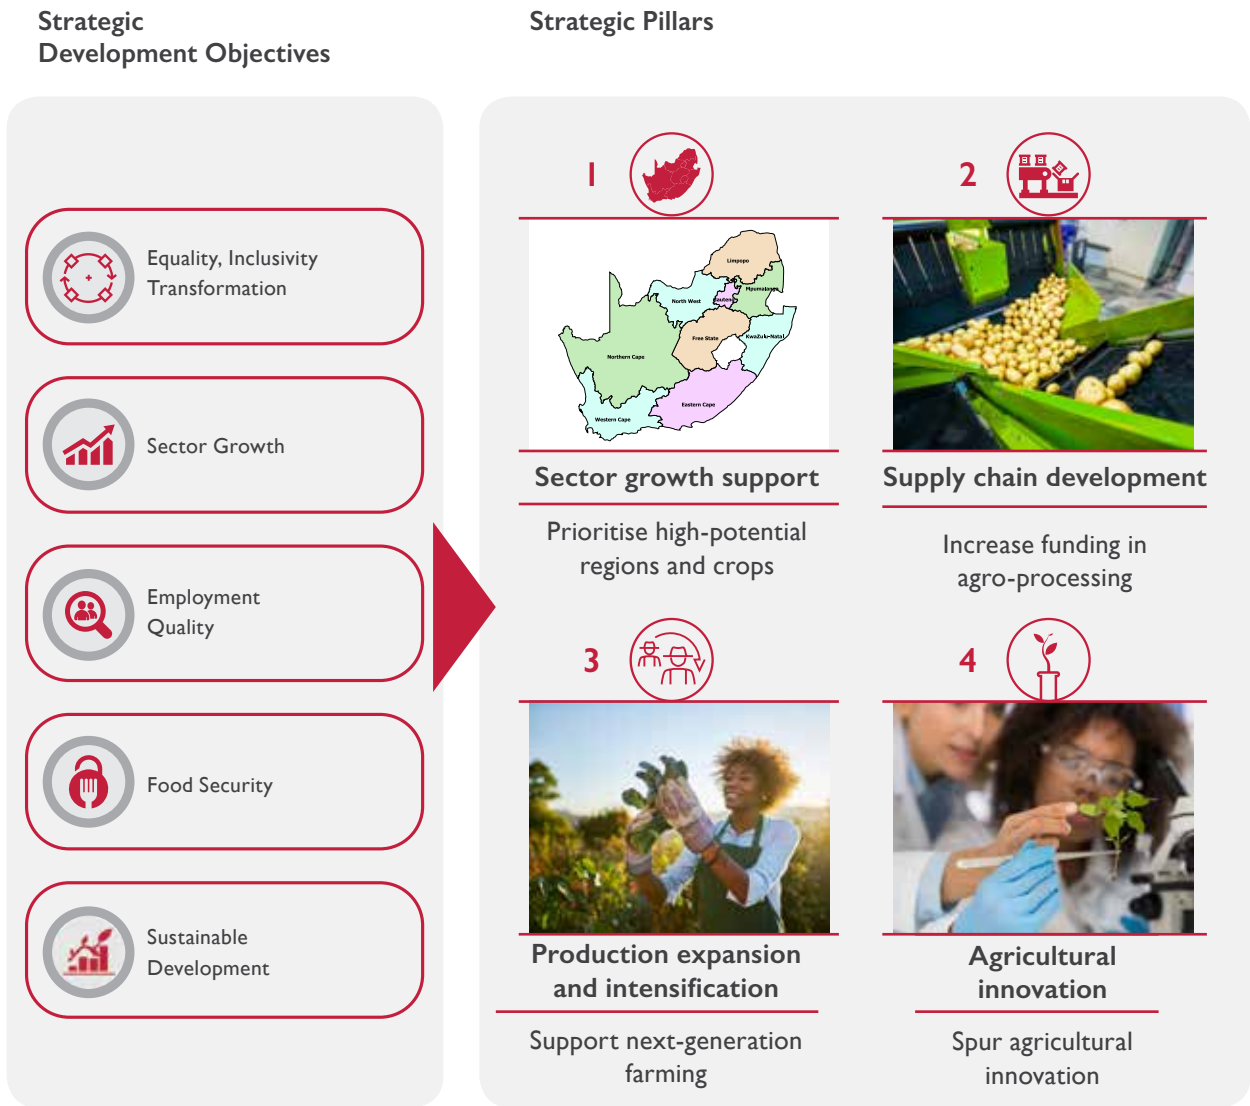 Strategic
Development Objectives
Equality, Inclusivity
Transformation
Sector Growth
Employment
Quality
Food Security
Sustainable
Development
Strategic Pillars
1
Limpopo
Mpumalanga
North West
Gauteng
Free State
KwaZulu-Natal
Northern Cape
Eastern Cape
Western Cape
Sector growth support
Prioritise high-potential
regions and crops
2
Supply chain development
Increase funding in
agro-processing
3
Production expansion
and intensification
Support next-generation
farming
4
Agricultural
innovation
Spur agricultural
innovation